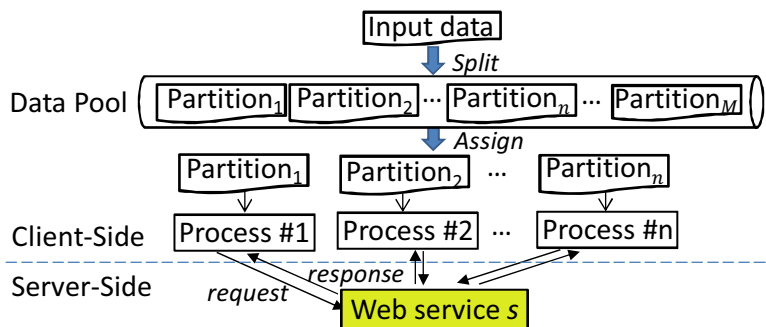 Input data
Split
Data Pool Partition₁ Partition₂ ... Partitionₙ ... Partition_M
Assign
Partition₁ Partition₂ ... Partitionₙ
Client-Side Process #1 Process #2 ... Process #n
response
Server-Side request Web service s